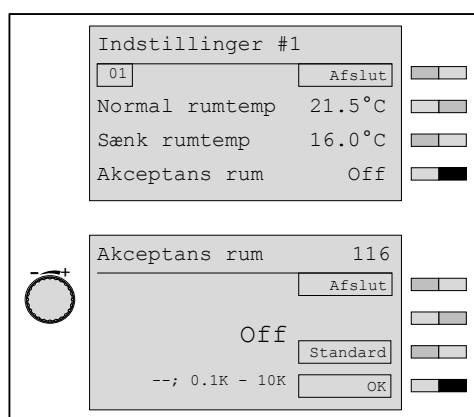 Indstillinger #1
01 Afslut
Normal rumtemp 21.5°C
Sænk rumtemp 16.0°C
Akceptans rum Off
Akceptans rum 116
Afslut
- +
Off
Standard
--; 0.1K - 10K OK